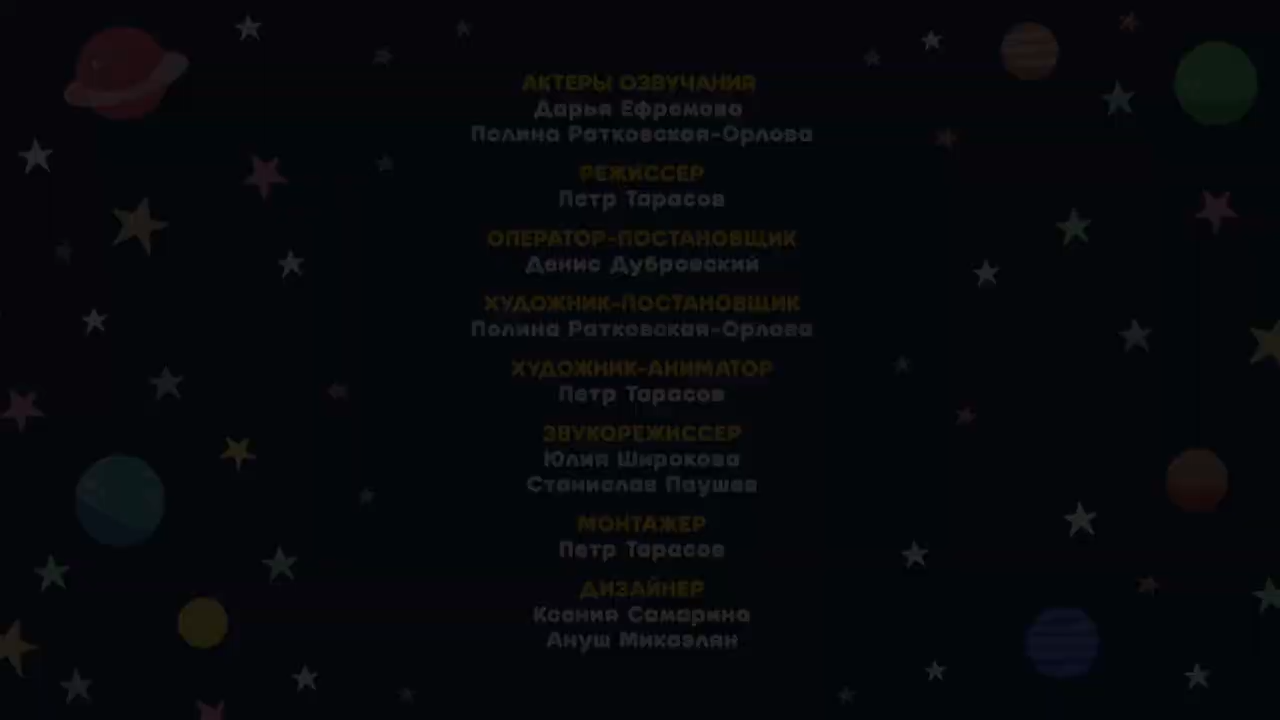 АКТЕРЫ ОЗВУЧАНИЯ
Дарья Ефремова
Полина Ратковская-Орлова
РЕЖИССЕР
Петр Тарасов
ОПЕРАТОР-ПОСТАНОВЩИК
Денис Дубровский
ХУДОЖНИК-ПОСТАНОВЩИК
Полина Ратковская-Орлова
ХУДОЖНИК-АНИМАТОР
Петр Тарасов
ЗВУКОРЕЖИССЕР
Юлия Широкова
Станислав Паушев
МОНТАЖЕР
Петр Тарасов
ДИЗАЙНЕР
Ксения Самарина
Ануш Микаэлян